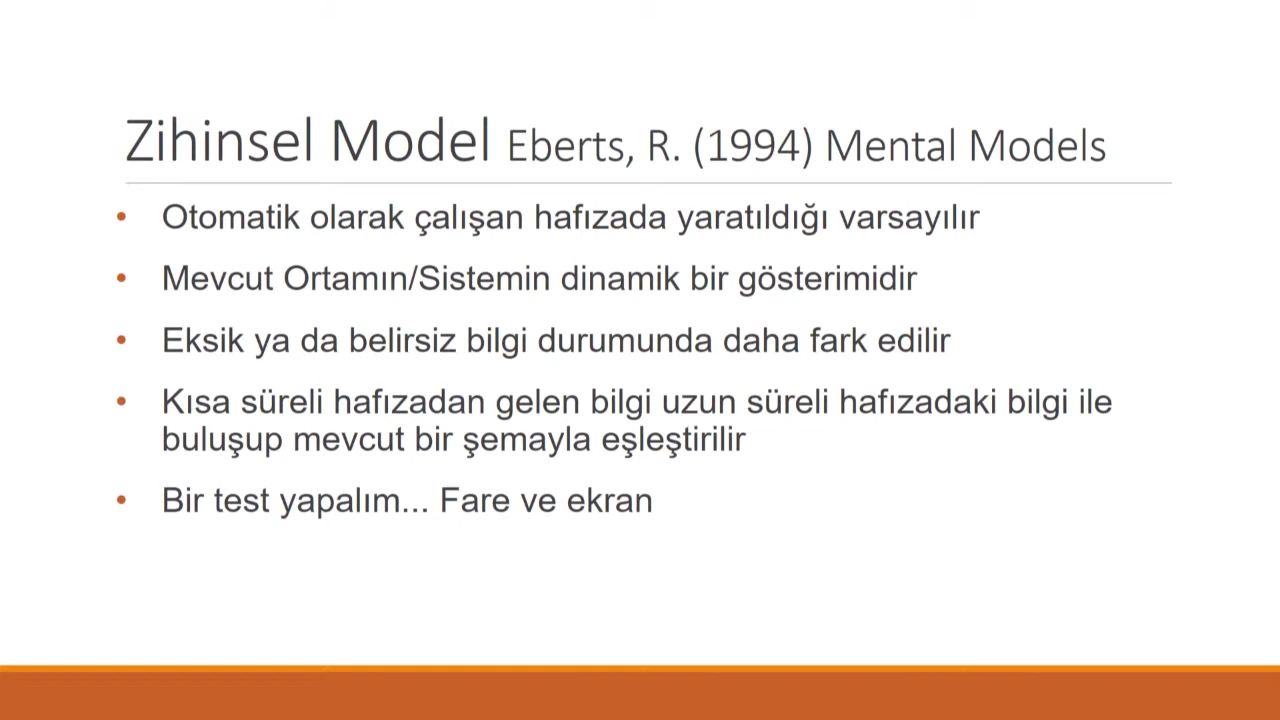 Zihinsel Model Eberts, R. (1994) Mental Models
• Otomatik olarak çalışan hafızada yaratıldığı varsayılır
• Mevcut Ortamın/Sistemin dinamik bir gösterimidir
• Eksik ya da belirsiz bilgi durumunda daha fark edilir
• Kısa süreli hafızadan gelen bilgi uzun süreli hafızadaki bilgi ile
buluşup mevcut bir şemayla eşleştirilir
• Bir test yapalım... Fare ve ekran